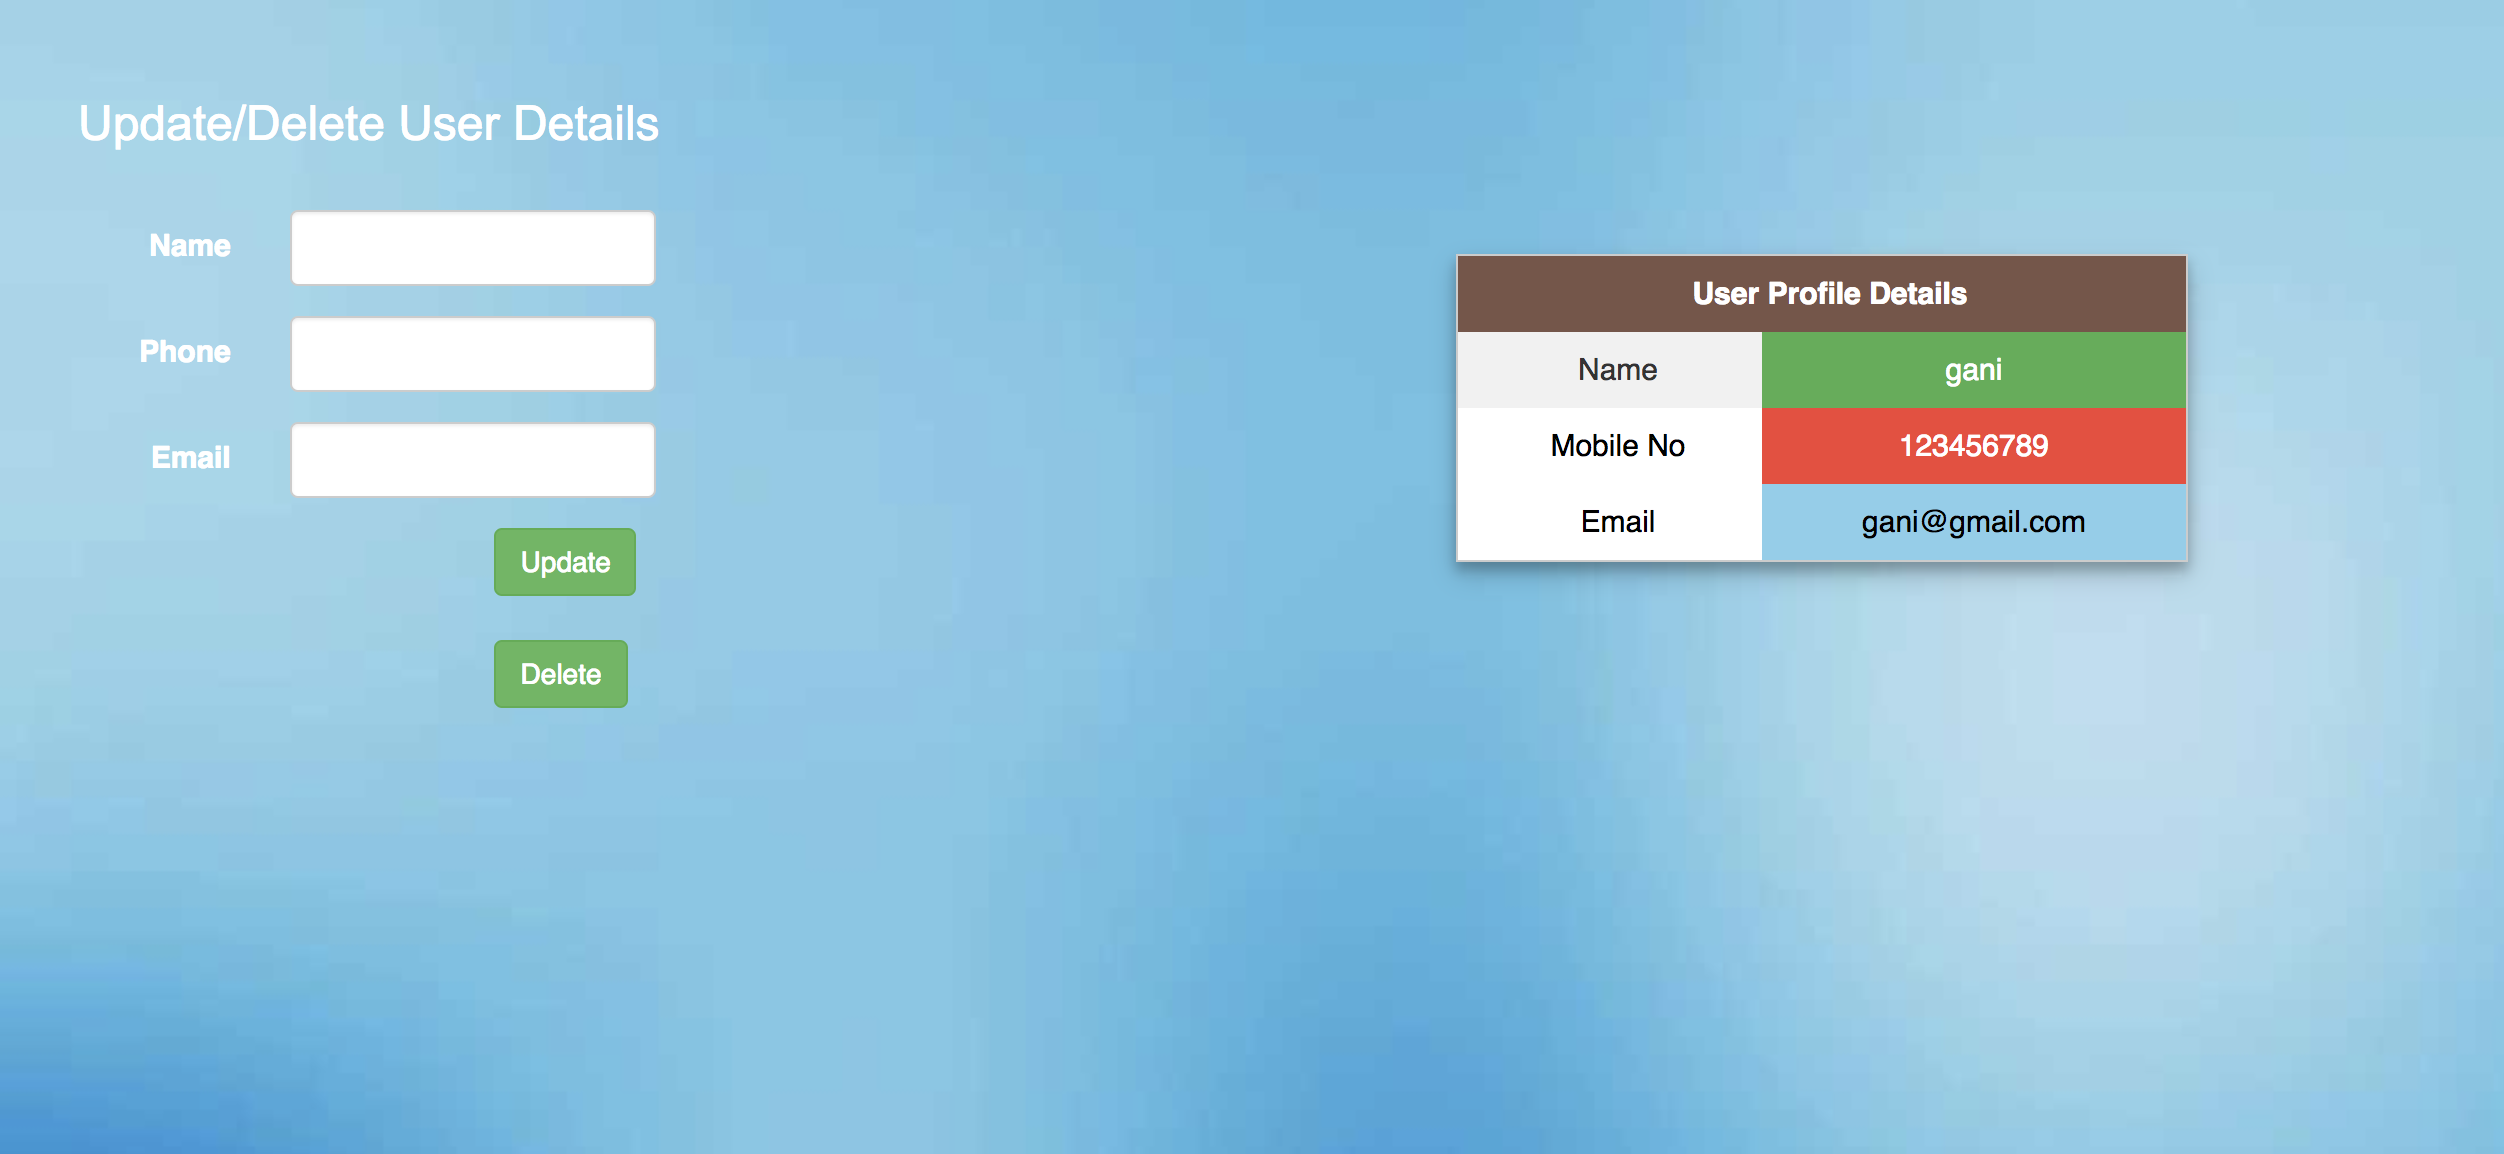 Update/Delete User Details
Name
Phone
Email
Update
Delete
User Profile Details
Name gani
Mobile No 123456789
Email gani@gmail.com